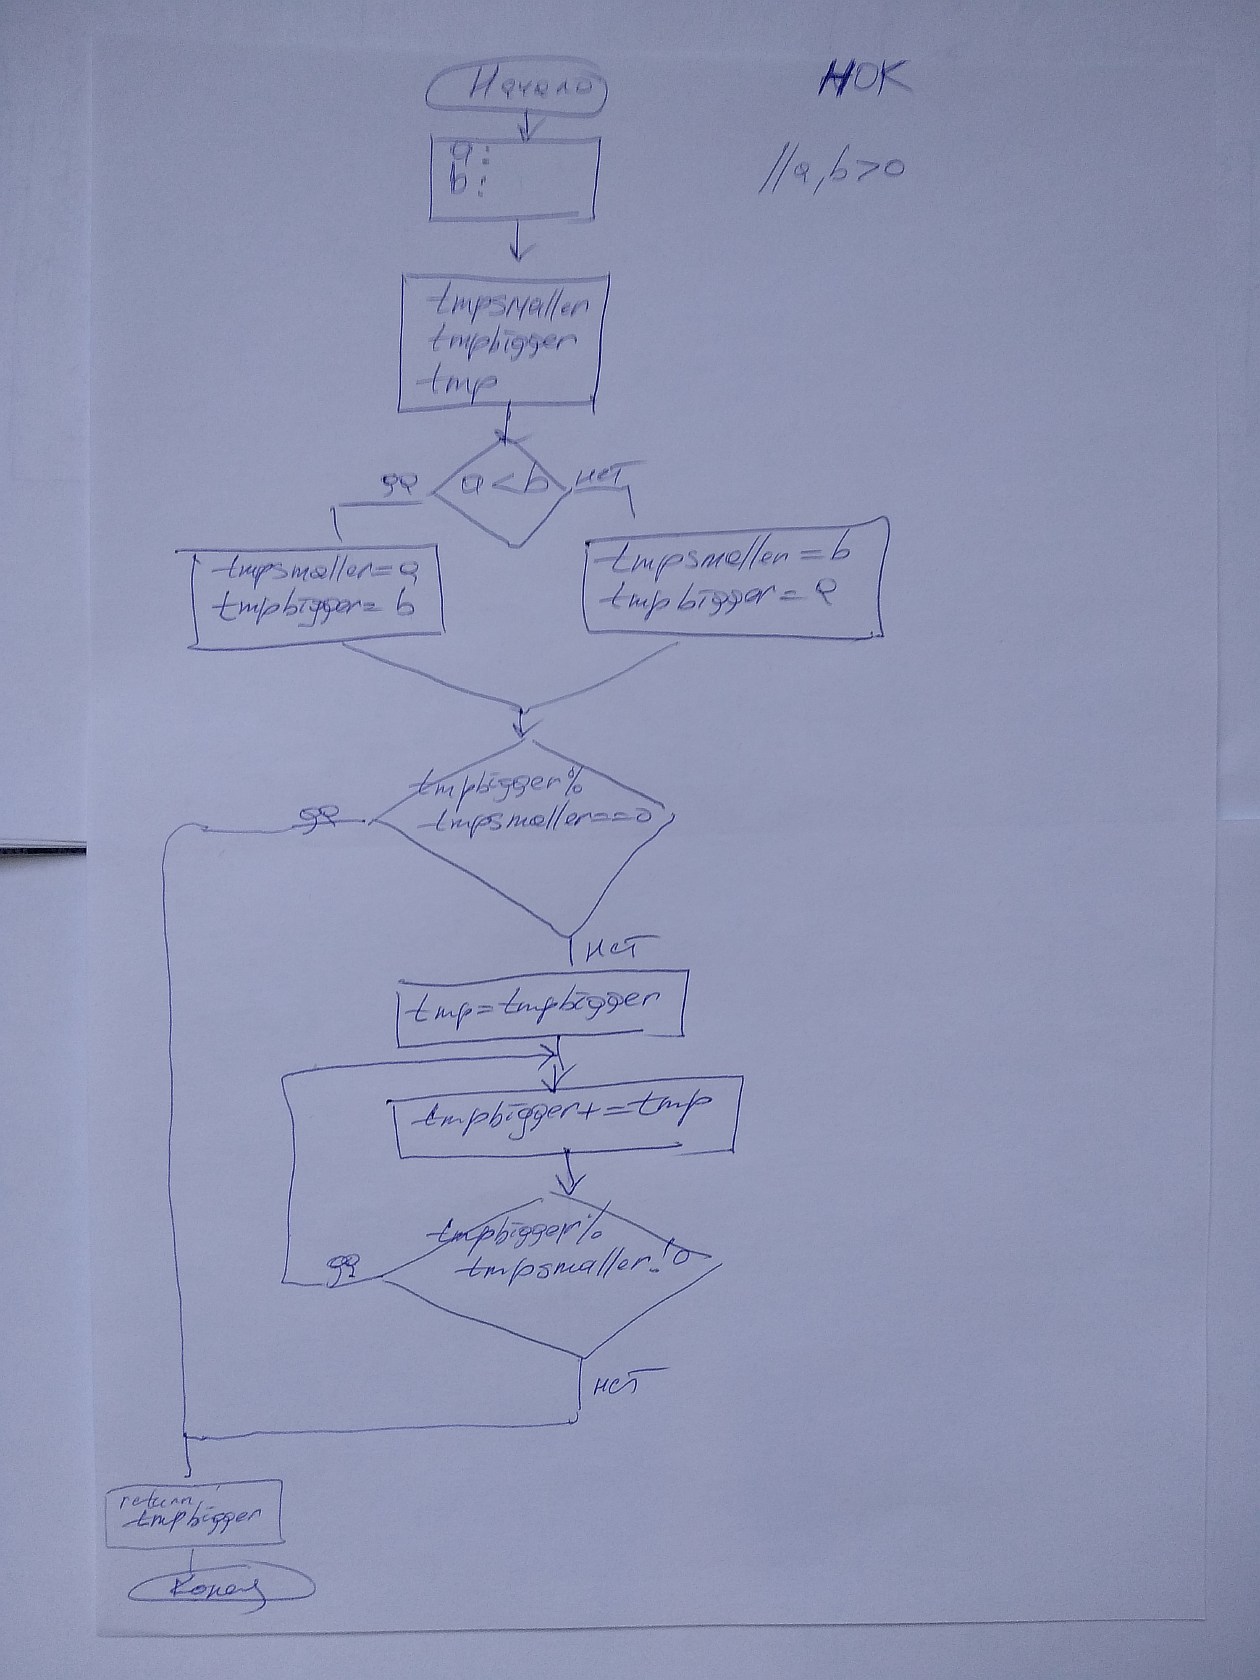 Начало
НОК
a:
b:
//a,b>0
tmpsmaller
tmpbigger
tmp
да
a<b
нет
tmpsmaller=a
tmpbigger=b
tmpsmaller=b
tmpbigger=a
tmpbigger%
tmpsmaller==0
да
нет
tmp=tmpbigger
tmpbigger+=tmp
tmpbigger%
tmpsmaller!0
да
нет
return
tmpbigger
Конец